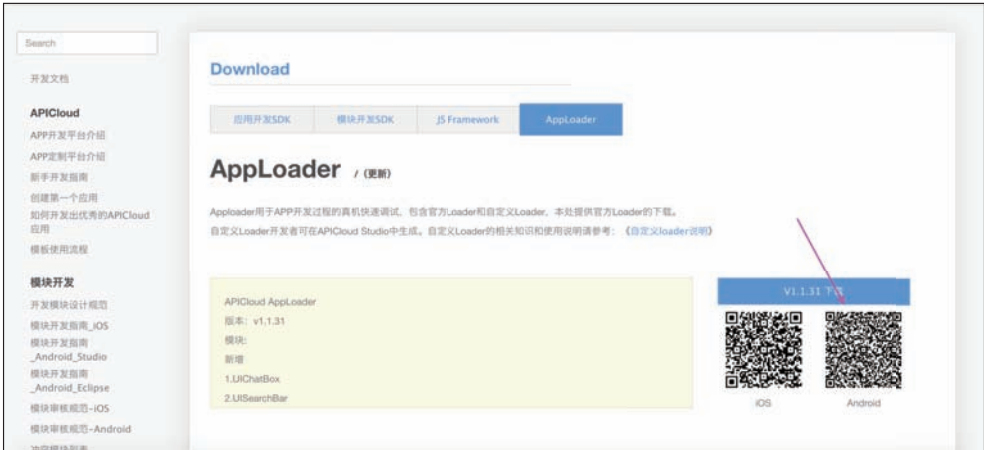 Search
开发文档
APICloud
APP开发平台介绍
APP定制平台介绍
新手开发指南
创建第一个应用
如何开发出优秀的APICloud
应用
模板使用流程
模块开发
开发模块设计规范
模块开发指南_iOS
模块开发指南
_Android_Studio
模块开发指南
_Android_Eclipse
模块审核规范-iOS
模块审核规范-Android
Download
应用开发SDK
模块开发SDK
JS Framework
AppLoader
AppLoader / (更新)
Apploader用于APP开发过程的真机快速调试，包含官方Loader和自定义Loader，本处提供官方Loader的下载。
自定义Loader开发者可在APICloud Studio中生成。自定义Loader的相关知识和使用说明请参考：《自定义loader说明》
APICloud AppLoader
版本：v1.1.31
模块:
新增
1.UIChatBox
2.UISearchBar
V1.1.31 下载
iOS
Android